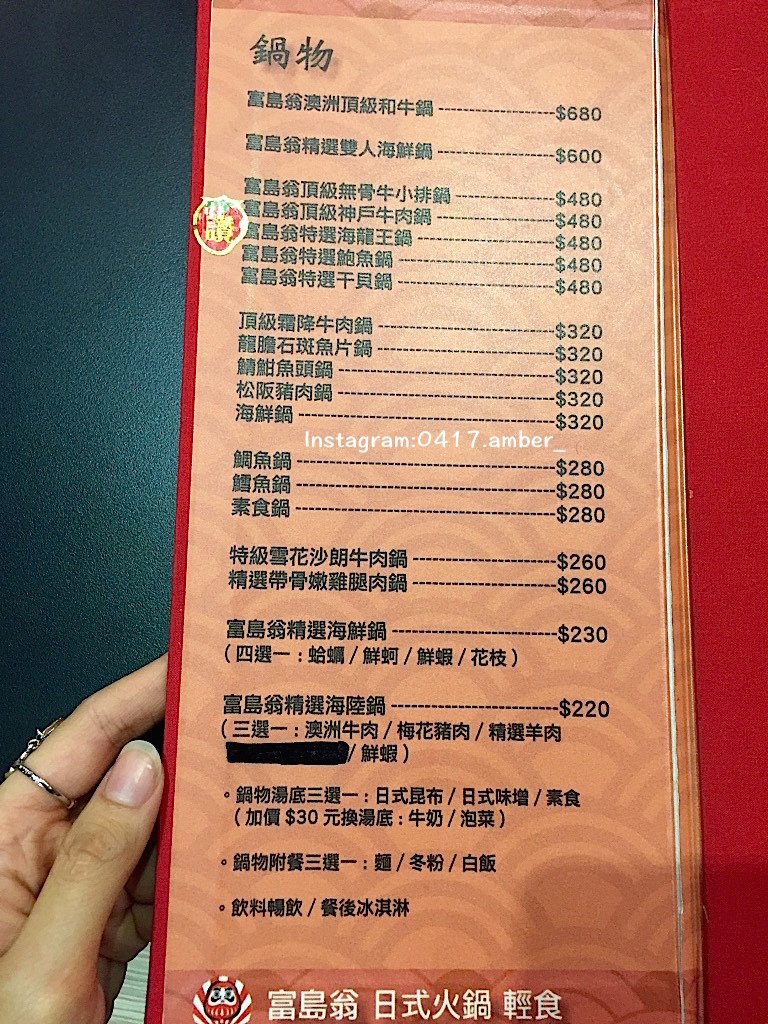 鍋物
富島翁澳洲頂級和牛鍋 ---------------- $680
富島翁精選雙人海鮮鍋 ---------------- $600
富島翁頂級無骨牛小排鍋 -------------- $480
讚
富島翁頂級神戶牛肉鍋 ---------------- $480
富島翁特選海龍王鍋 ------------------ $480
富島翁特選鮑魚鍋 -------------------- $480
富島翁特選干貝鍋 -------------------- $480
頂級霜降牛肉鍋 ---------------------- $320
龍膽石斑魚片鍋 ---------------------- $320
鯖魽魚頭鍋 -------------------------- $320
松阪豬肉鍋 -------------------------- $320
海鮮鍋 ------------------------------ $320
Instagram:0417.amber_
鯛魚鍋 ------------------------------ $280
鱈魚鍋 ------------------------------ $280
素食鍋 ------------------------------ $280
特級雪花沙朗牛肉鍋 ------------------ $260
精選帶骨嫩雞腿肉鍋 ------------------ $260
富島翁精選海鮮鍋 -------------------- $230
(四選一:蛤蠣/鮮蚵/鮮蝦/花枝)
富島翁精選海陸鍋 -------------------- $220
(三選一:澳洲牛肉/梅花豬肉/精選羊肉
/鮮蝦)
。鍋物湯底三選一:日式昆布/日式味增/素食
(加價 $30 元換湯底:牛奶/泡菜)
。鍋物附餐三選一:麵/冬粉/白飯
。飲料暢飲/餐後冰淇淋
富島翁 日式火鍋 輕食